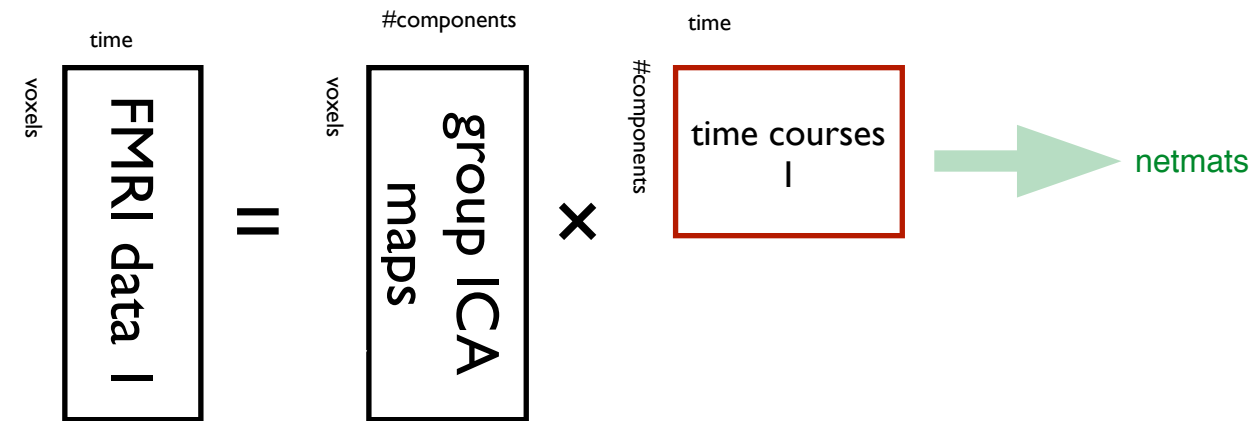 time
voxels
FMRI data 1
=
#components
voxels
group ICA
maps
×
time
#components
time courses
1
netmats